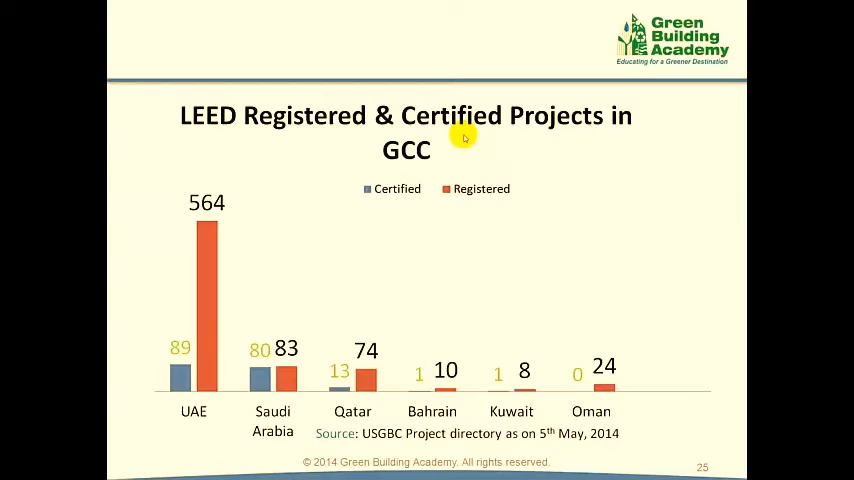 Green
Building
Academy
Educating for a Greener Destination
LEED Registered & Certified Projects in
GCC
Certified Registered
564
89
80 83
13 74
1 10
1 8
0 24
UAE Saudi Arabia Qatar Bahrain Kuwait Oman
Source: USGBC Project directory as on 5th May, 2014
© 2014 Green Building Academy. All rights reserved.
25